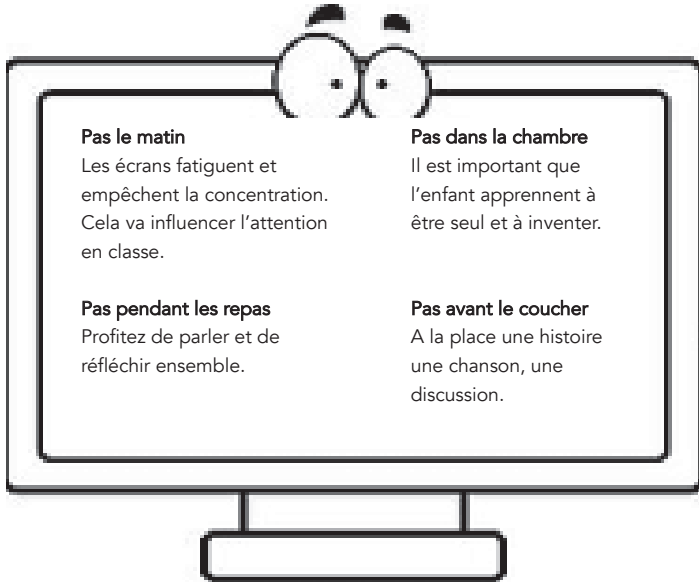 Pas le matin
Les écrans fatiguent et
empêchent la concentration.
Cela va influencer l'attention
en classe.
Pas dans la chambre
Il est important que
l'enfant apprennent à
être seul et à inventer.
Pas pendant les repas
Profitez de parler et de
réfléchir ensemble.
Pas avant le coucher
A la place une histoire
une chanson, une
discussion.